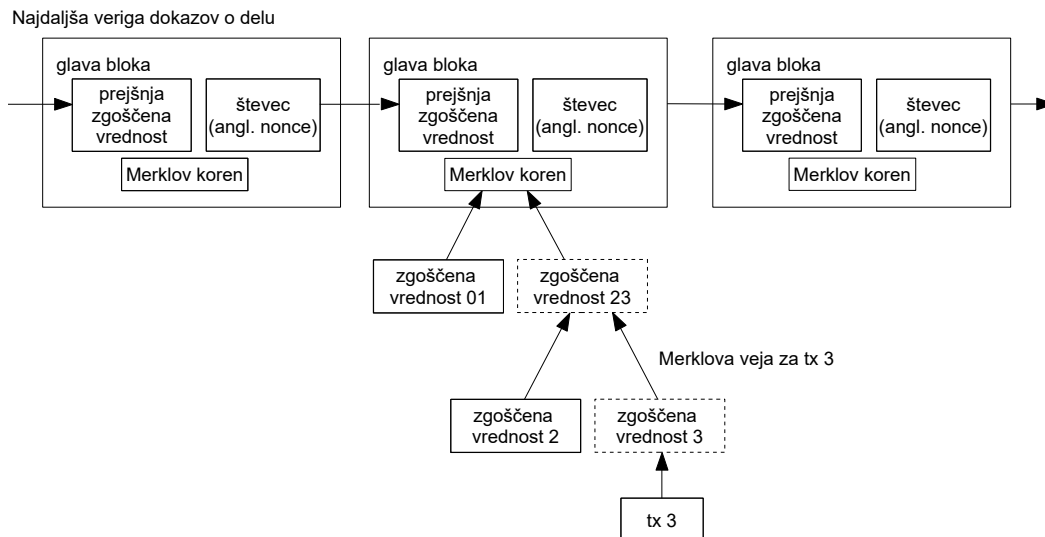 Najdaljša veriga dokazov o delu
glava bloka
prejšnja
zgoščena
vrednost
števec
(angl. nonce)
Merklov koren
glava bloka
prejšnja
zgoščena
vrednost
števec
(angl. nonce)
Merklov koren
glava bloka
prejšnja
zgoščena
vrednost
števec
(angl. nonce)
Merklov koren
zgoščena
vrednost 01
zgoščena
vrednost 23
Merklova veja za tx 3
zgoščena
vrednost 2
zgoščena
vrednost 3
tx 3